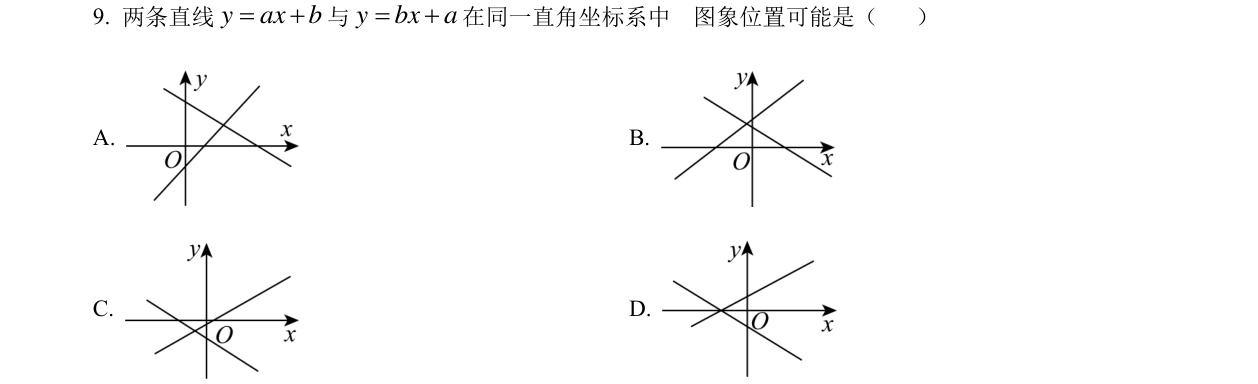 9. 两条直线 y = ax + b 与 y = bx + a 在同一直角坐标系中 图象位置可能是（ ）
A. y x O
B. y x O
C. y x O
D. y x O